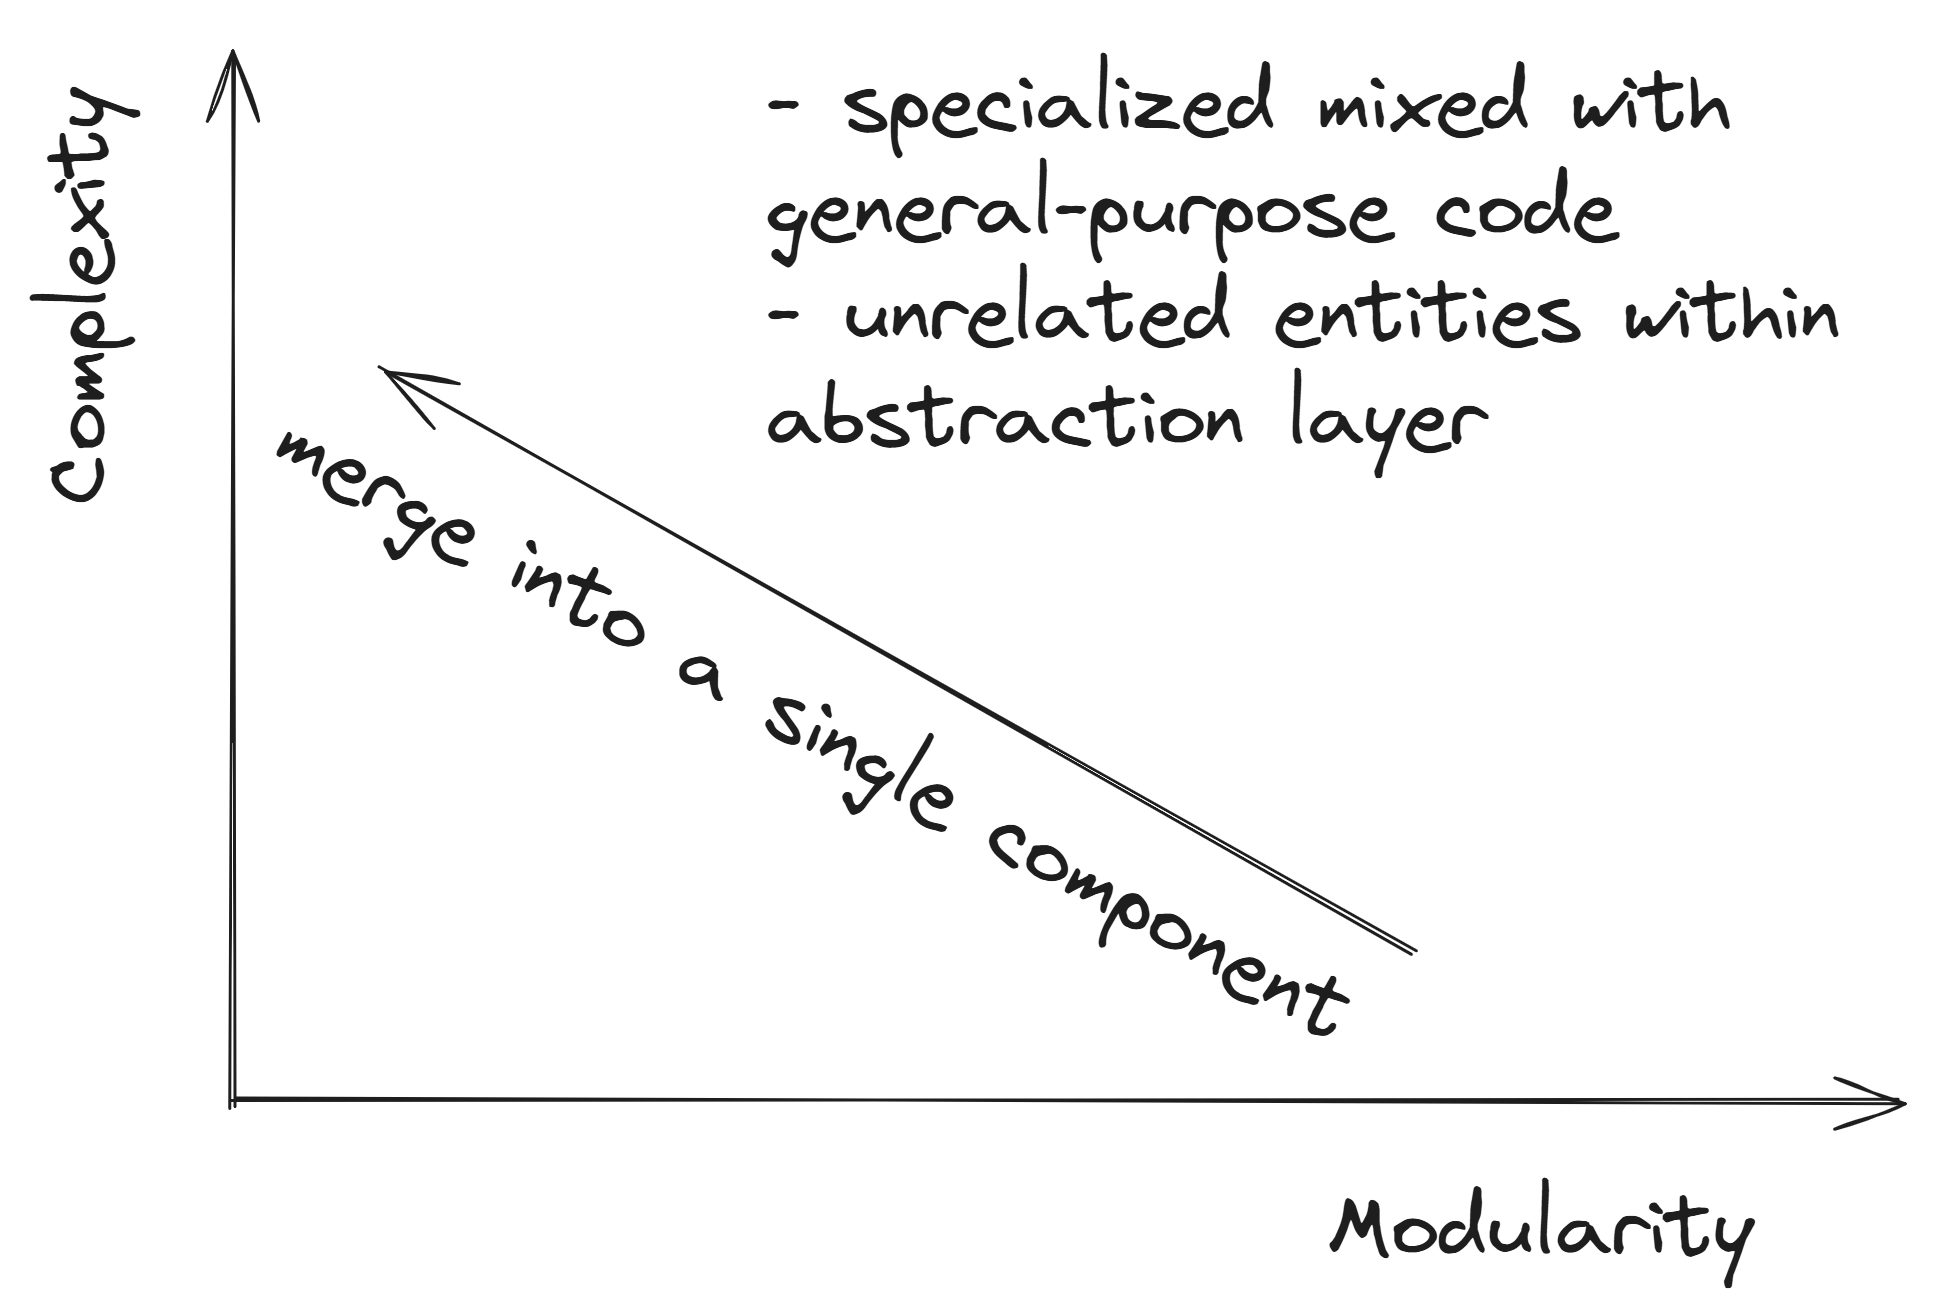 Complexity
- specialized mixed with
general-purpose code
- unrelated entities within
abstraction layer
merge into a single component
Modularity